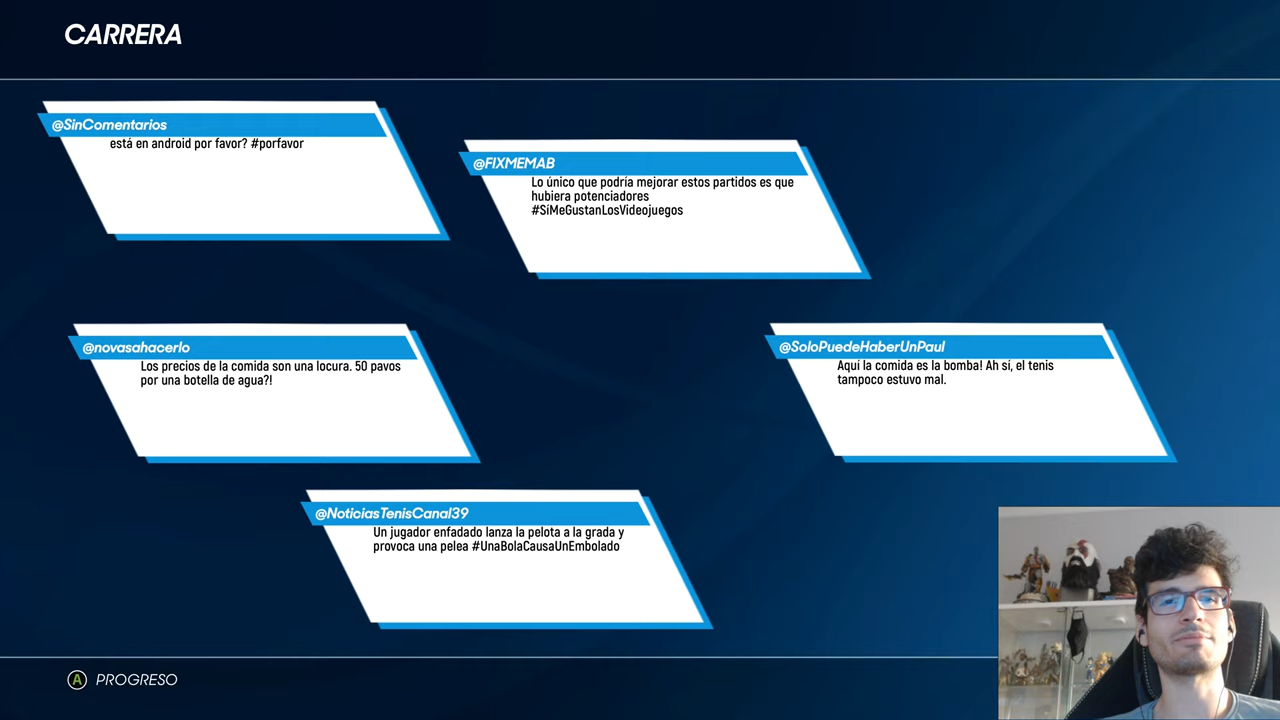 CARRERA
@SinComentarios
está en android por favor? #porfavor
@FIXMEMAB
Lo único que podría mejorar estos partidos es que
hubiera potenciadores
#SíMeGustanLosVideojuegos
@novasahacerlo
Los precios de la comida son una locura. 50 pavos
por una botella de agua?!
@SoloPuedeHaberUnPaul
Aquí la comida es la bomba! Ah sí, el tenis
tampoco estuvo mal.
@NoticiasTenisCanal39
Un jugador enfadado lanza la pelota a la grada y
provoca una pelea #UnaBolaCausaUnEmbolado
A PROGRESO